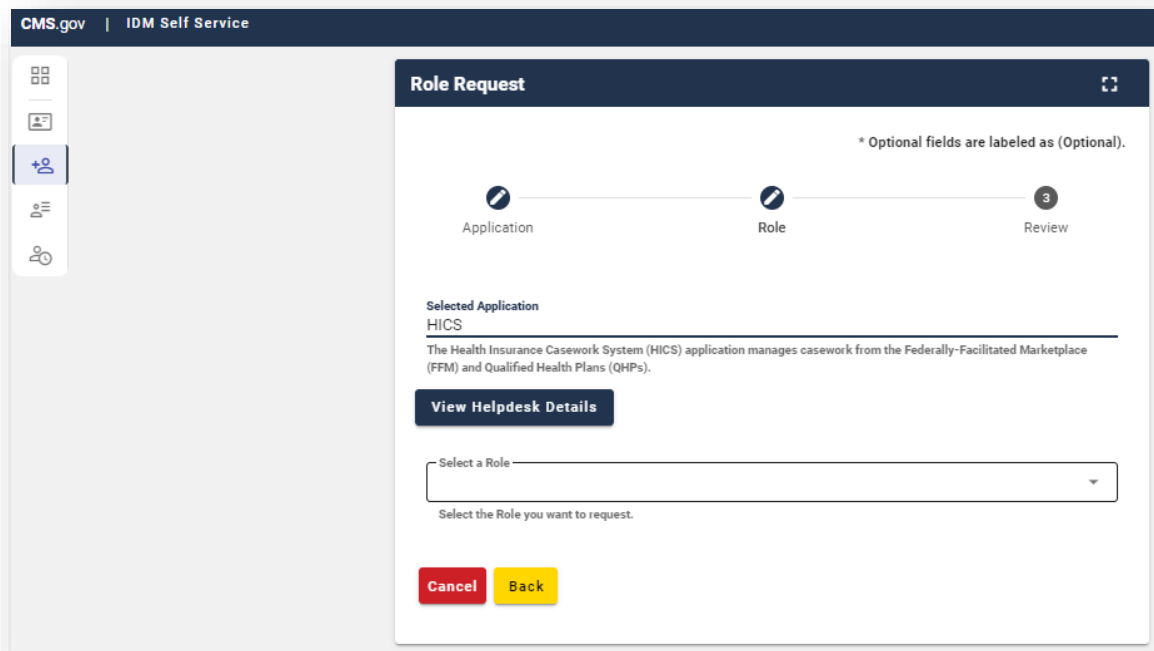 CMS.gov | IDM Self Service
Role Request
* Optional fields are labeled as (Optional).
3
Application Role Review
Selected Application
HICS
The Health Insurance Casework System (HICS) application manages casework from the Federally-Facilitated Marketplace
(FFM) and Qualified Health Plans (QHPs).
View Helpdesk Details
Select a Role
Select the Role you want to request.
Cancel Back